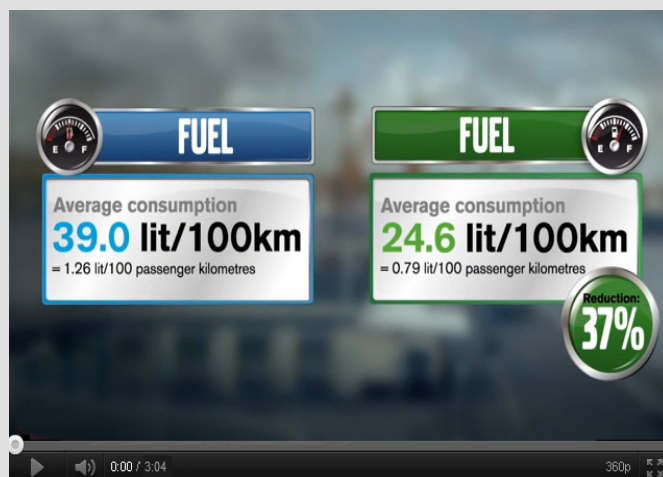 FUEL
E F
Average consumption
39.0 lit/100km
= 1.26 lit/100 passenger kilometres
FUEL
E F
Average consumption
24.6 lit/100km
= 0.79 lit/100 passenger kilometres
Reduction:
37%
0:00 / 3:04
360p